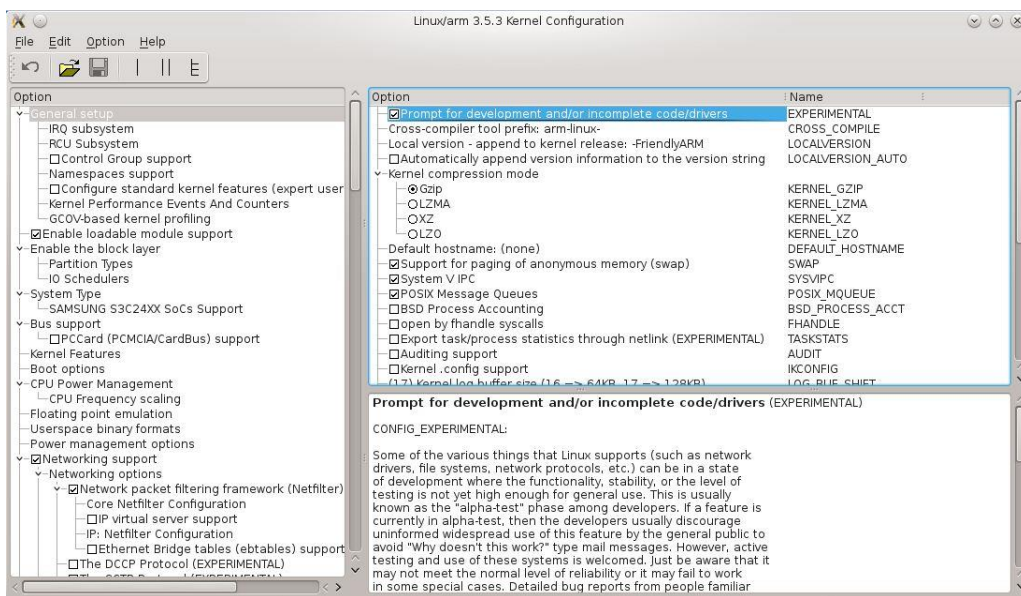 Linux/arm 3.5.3 Kernel Configuration
File Edit Option Help
Option
General setup
IRQ subsystem
RCU Subsystem
Control Group support
Namespaces support
Configure standard kernel features (expert user
Kernel Performance Events And Counters
GCOV-based kernel profiling
Enable loadable module support
Enable the block layer
Partition Types
IO Schedulers
System Type
SAMSUNG S3C24XX SoCs Support
Bus support
PCCard (PCMCIA/CardBus) support
Kernel Features
Boot options
CPU Power Management
CPU Frequency scaling
Floating point emulation
Userspace binary formats
Power management options
Networking support
Networking options
Network packet filtering framework (Netfilter)
Core Netfilter Configuration
IP virtual server support
IP: Netfilter Configuration
Ethernet Bridge tables (ebtables) support
The DCCP Protocol (EXPERIMENTAL)
The SCTP Protocol (EXPERIMENTAL)
Option Name
Prompt for development and/or incomplete code/drivers EXPERIMENTAL
Cross-compiler tool prefix: arm-linux- CROSS_COMPILE
Local version - append to kernel release: -FriendlyARM LOCALVERSION
Automatically append version information to the version string LOCALVERSION_AUTO
Kernel compression mode
Gzip KERNEL_GZIP
LZMA KERNEL_LZMA
XZ KERNEL_XZ
LZO KERNEL_LZO
Default hostname: (none) DEFAULT_HOSTNAME
Support for paging of anonymous memory (swap) SWAP
System V IPC SYSVIPC
POSIX Message Queues POSIX_MQUEUE
BSD Process Accounting BSD_PROCESS_ACCT
open by fhandle syscalls FHANDLE
Export task/process statistics through netlink (EXPERIMENTAL) TASKSTATS
Auditing support AUDIT
Kernel .config support IKCONFIG
(17) Kernel log buffer size (16 => 64KB, 17 => 128KB) LOG_BUF_SHIFT
Prompt for development and/or incomplete code/drivers (EXPERIMENTAL)
CONFIG_EXPERIMENTAL:
Some of the various things that Linux supports (such as network
drivers, file systems, network protocols, etc.) can be in a state
of development where the functionality, stability, or the level of
testing is not yet high enough for general use. This is usually
known as the "alpha-test" phase among developers. If a feature is
currently in alpha-test, then the developers usually discourage
uninformed widespread use of this feature by the general public to
avoid "Why doesn't this work?" type mail messages. However, active
testing and use of these systems is welcomed. Just be aware that it
may not meet the normal level of reliability or it may fail to work
in some special cases. Detailed bug reports from people familiar